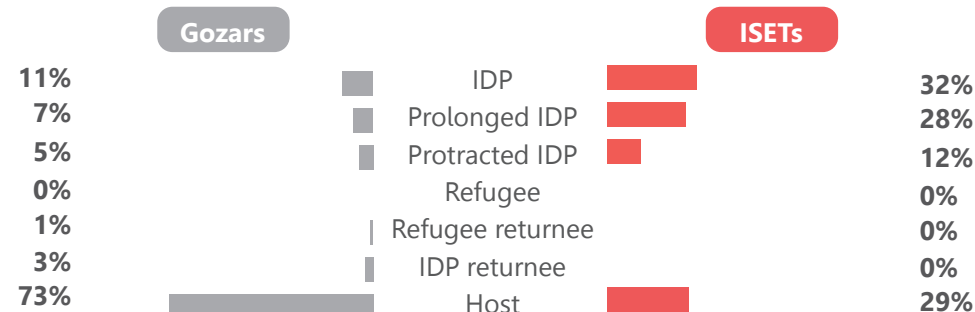 Gozars ISETs
11% IDP 32%
7% Prolonged IDP 28%
5% Protracted IDP 12%
0% Refugee 0%
1% Refugee returnee 0%
3% IDP returnee 0%
73% Host 29%